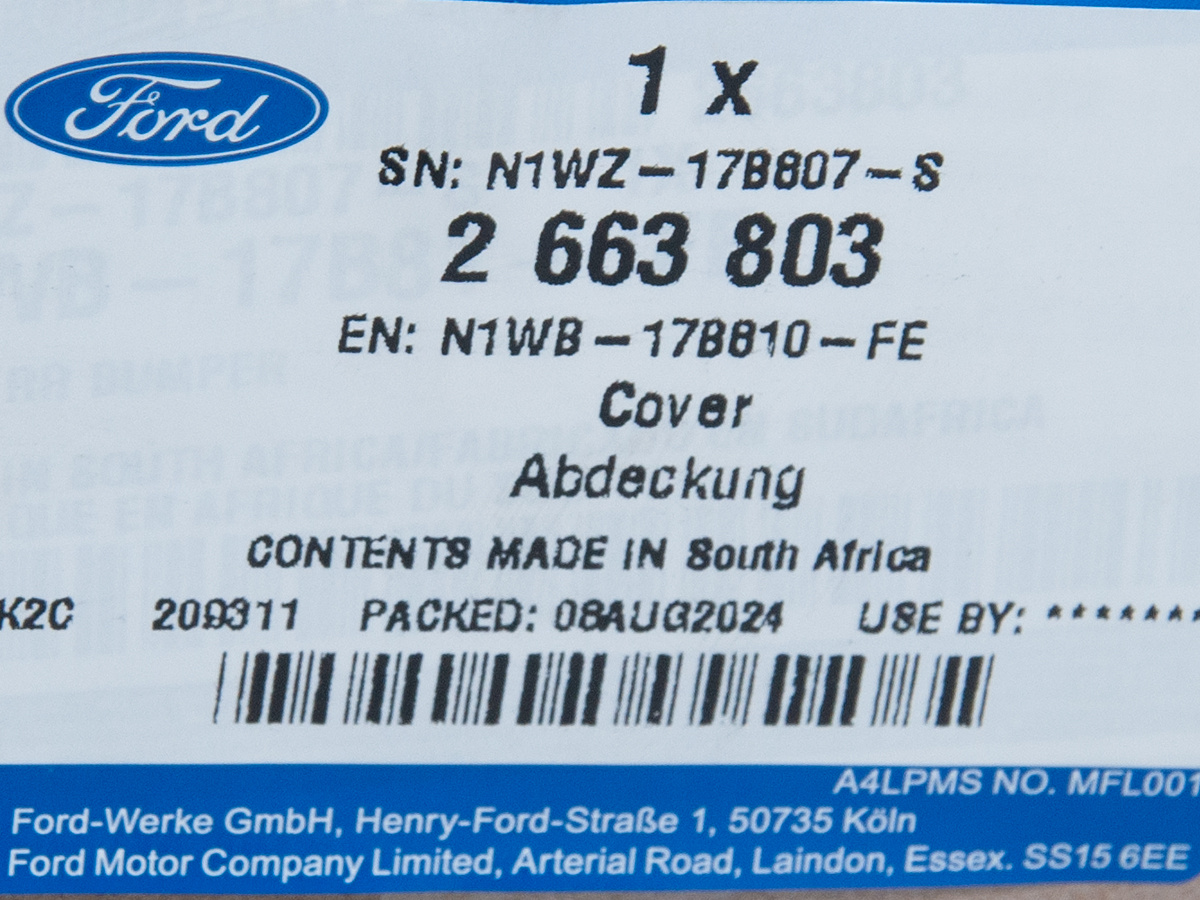 Ford
1 x
SN: N1WZ-17B807-S
2 663 803
EN: N1WB-17B810-FE
Cover
Abdeckung
CONTENTS MADE IN South Africa
K2C 209311 PACKED: 08AUG2024 USE BY: *******
A4LPMS NO. MFL001
Ford-Werke GmbH, Henry-Ford-Straße 1, 50735 Köln
Ford Motor Company Limited, Arterial Road, Laindon, Essex. SS15 6EE